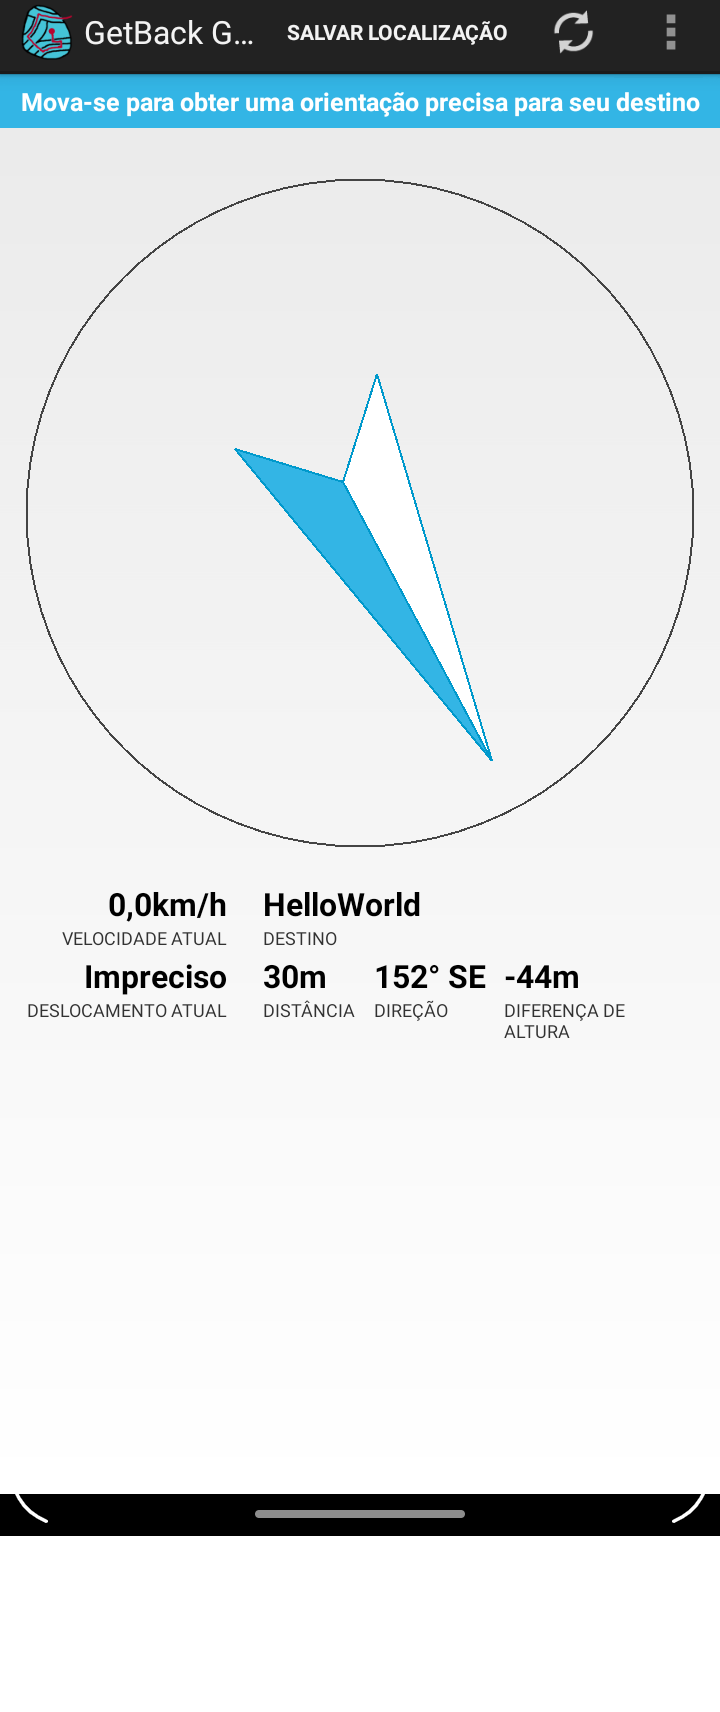 GetBack G... SALVAR LOCALIZAÇÃO
Mova-se para obter uma orientação precisa para seu destino
0,0km/h HelloWorld
VELOCIDADE ATUAL DESTINO
Impreciso 30m 152° SE -44m
DESLOCAMENTO ATUAL DISTÂNCIA DIREÇÃO DIFERENÇA DE
ALTURA